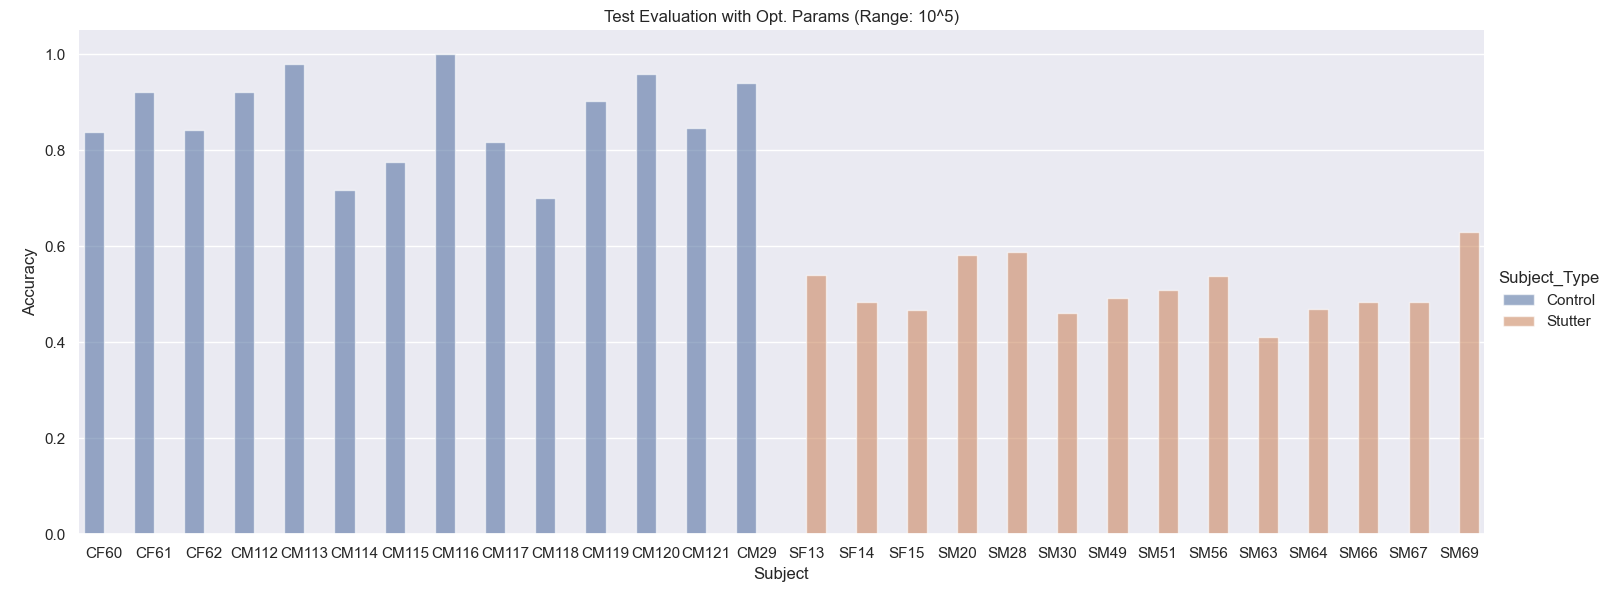 Test Evaluation with Opt. Params (Range: 10^5)
1.0
0.8
0.6
0.4
0.2
0.0
Accuracy
CF60 CF61 CF62 CM112 CM113 CM114 CM115 CM116 CM117 CM118 CM119 CM120 CM121 CM29 SF13 SF14 SF15 SM20 SM28 SM30 SM49 SM51 SM56 SM63 SM64 SM66 SM67 SM69
Subject
Subject_Type
Control
Stutter